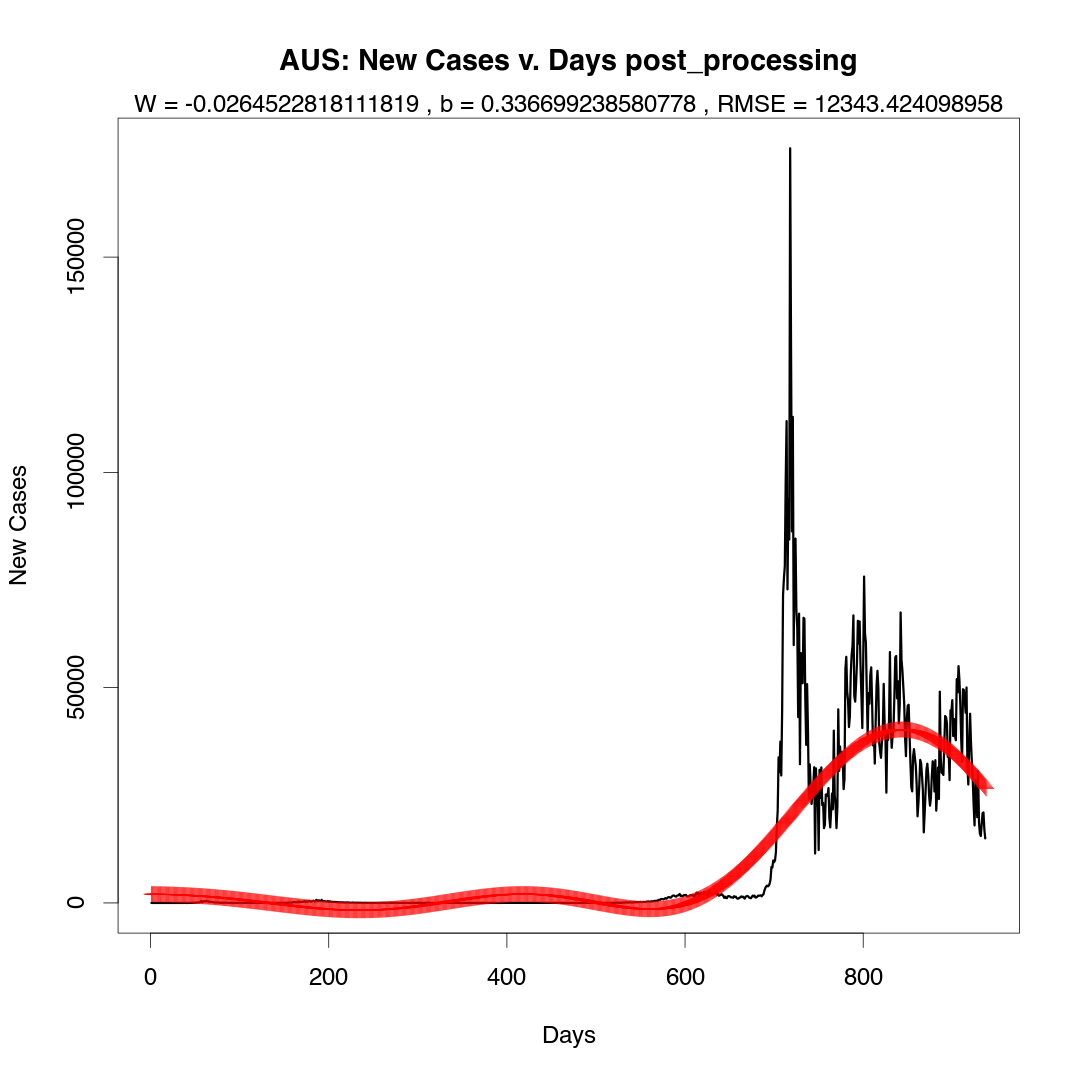 AUS: New Cases v. Days post_processing
W = -0.0264522818111819 , b = 0.336699238580778 , RMSE = 12343.424098958
New Cases
150000
100000
50000
0
0 200 400 600 800
Days